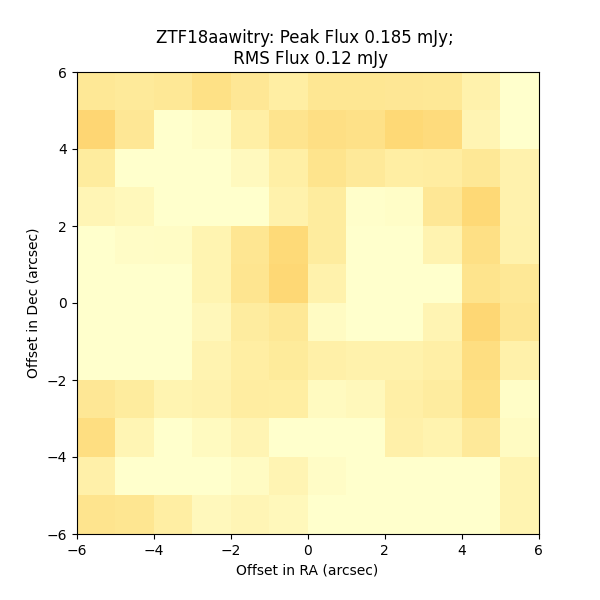 ZTF18aawitry: Peak Flux 0.185 mJy;
RMS Flux 0.12 mJy
6
4
2
0
−2
−4
−6
Offset in Dec (arcsec)
−6 −4 −2 0 2 4 6
Offset in RA (arcsec)